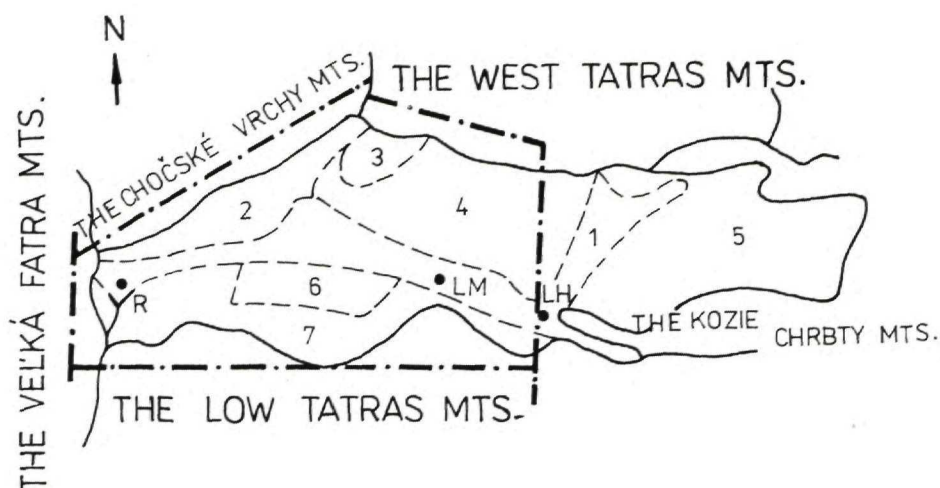 N
THE WEST TATRAS MTS.
THE CHOČSKÉ VRCHY MTS.
THE VEĽKÁ FATRA MTS.
3
2
4
1
5
6
LM
R
LH
7
THE KOZIE
CHRBTY MTS.
THE LOW TATRAS MTS.